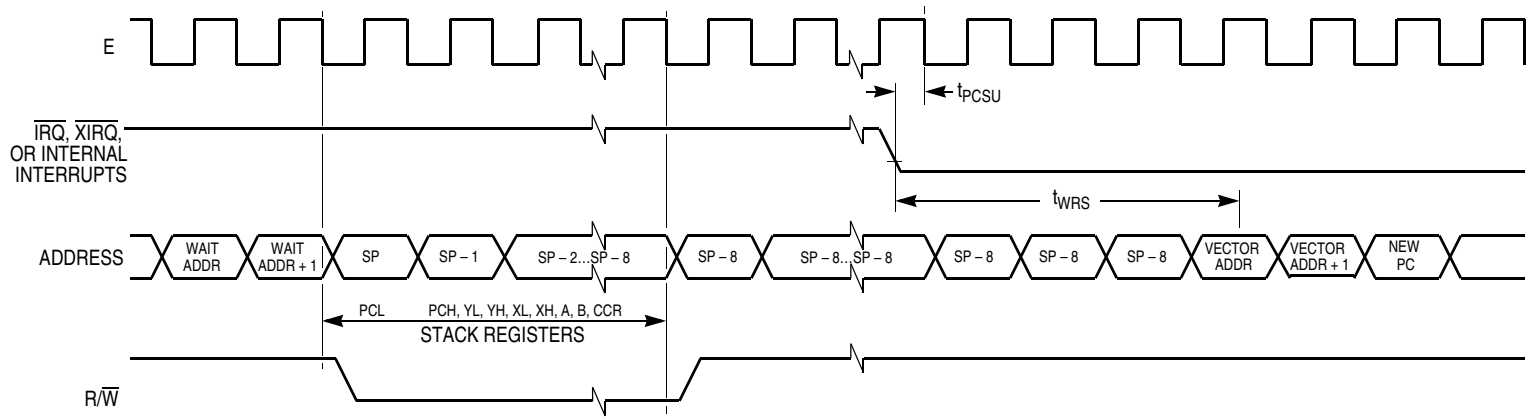 E
t_PCSU
IRQ, XIRQ,
OR INTERNAL
INTERRUPTS
t_WRS
ADDRESS
WAIT
ADDR
WAIT
ADDR + 1
SP
SP – 1
SP – 2...SP – 8
SP – 8
SP – 8...SP – 8
SP – 8
SP – 8
SP – 8
VECTOR
ADDR
VECTOR
ADDR + 1
NEW
PC
PCL
PCH, YL, YH, XL, XH, A, B, CCR
STACK REGISTERS
R/W